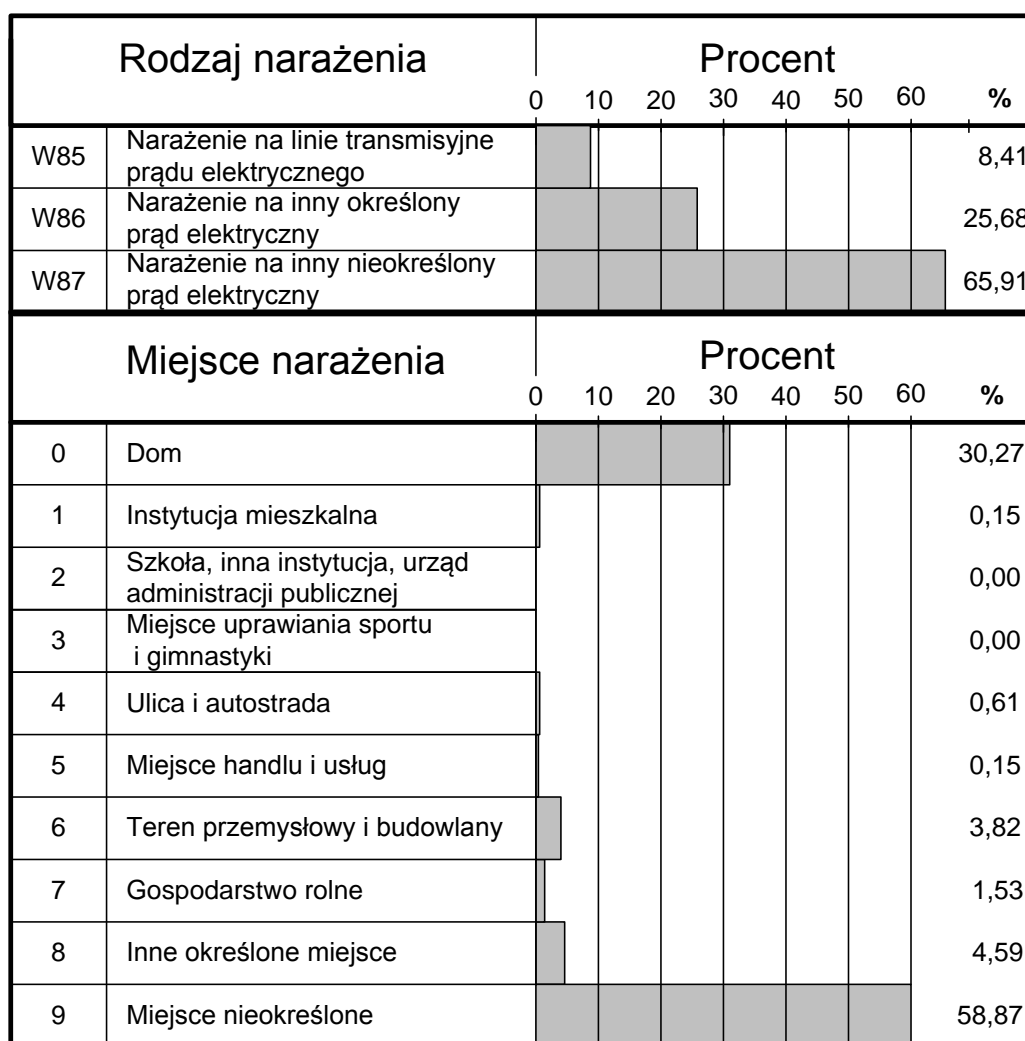 Rodzaj narażenia
Procent
0 10 20 30 40 50 60 %
W85 Narażenie na linie transmisyjne
prądu elektrycznego 8,41
W86 Narażenie na inny określony
prąd elektryczny 25,68
W87 Narażenie na inny nieokreślony
prąd elektryczny 65,91
Miejsce narażenia
Procent
0 10 20 30 40 50 60 %
0 Dom 30,27
1 Instytucja mieszkalna 0,15
2 Szkoła, inna instytucja, urząd
administracji publicznej 0,00
3 Miejsce uprawiania sportu
i gimnastyki 0,00
4 Ulica i autostrada 0,61
5 Miejsce handlu i usług 0,15
6 Teren przemysłowy i budowlany 3,82
7 Gospodarstwo rolne 1,53
8 Inne określone miejsce 4,59
9 Miejsce nieokreślone 58,87